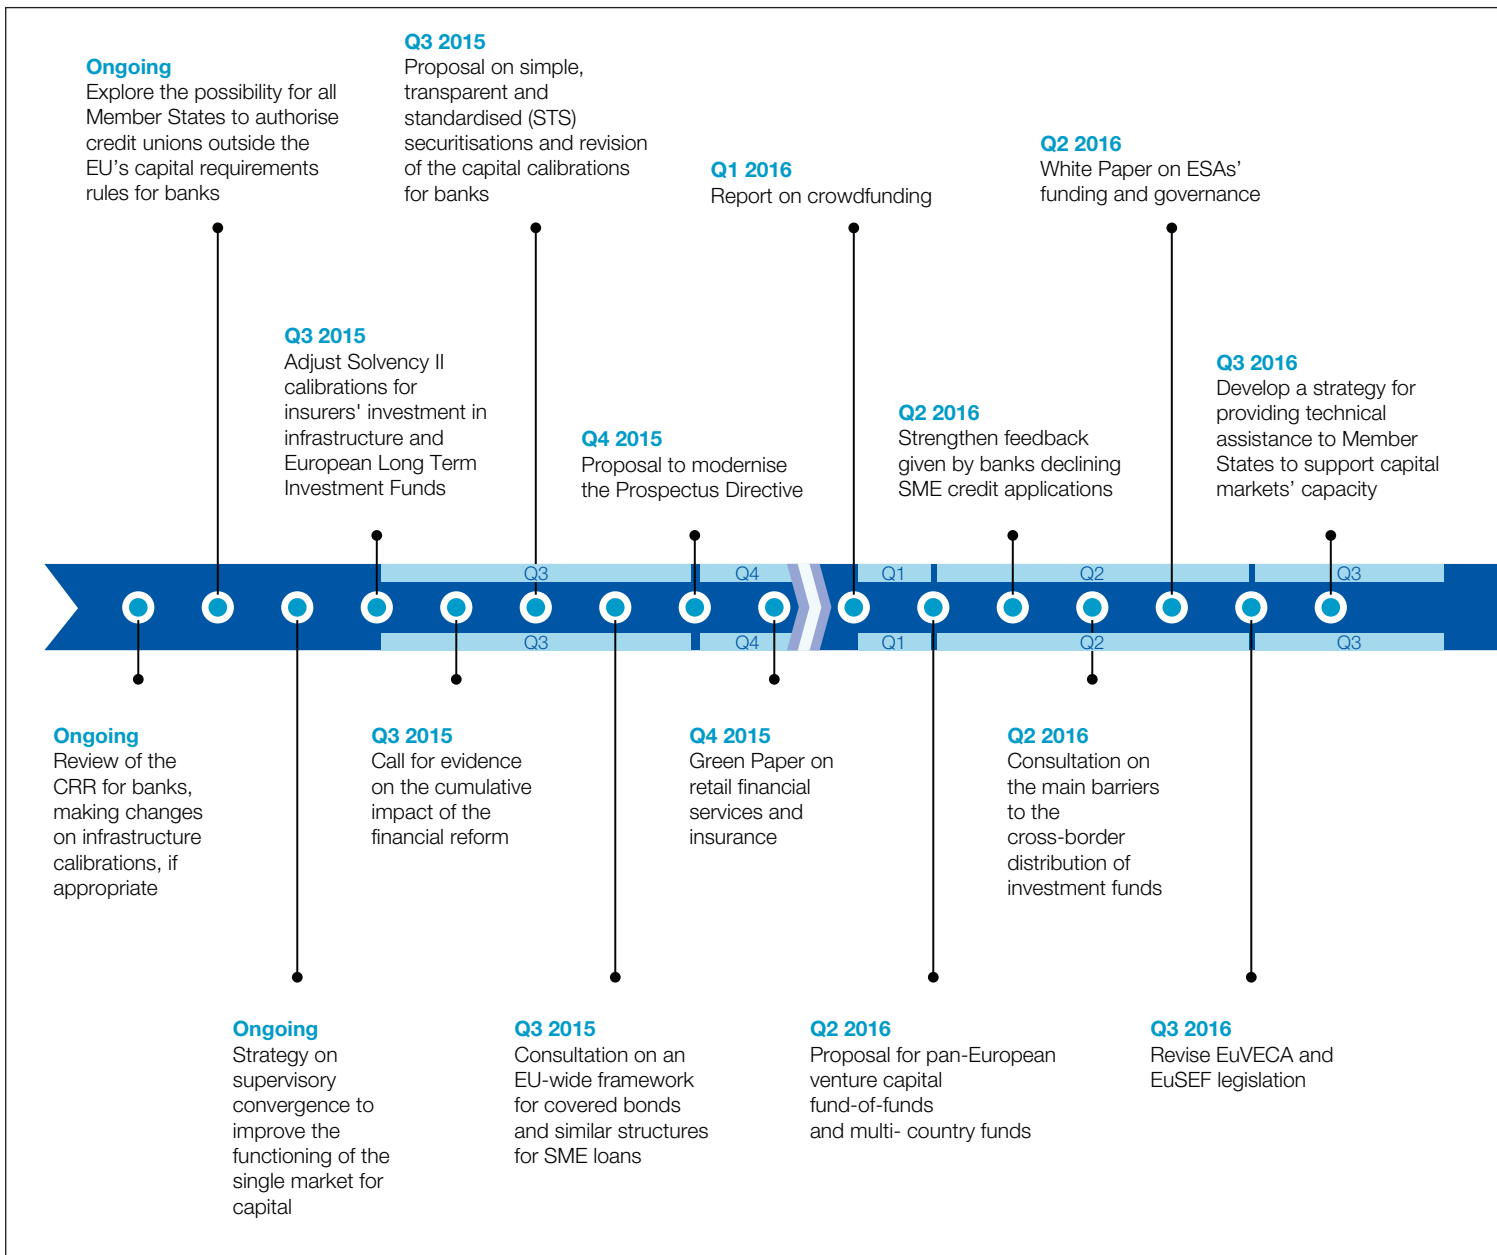 Ongoing
Explore the possibility for all
Member States to authorise
credit unions outside the
EU's capital requirements
rules for banks
Q3 2015
Proposal on simple,
transparent and
standardised (STS)
securitisations and revision
of the capital calibrations
for banks
Q1 2016
Report on crowdfunding
Q2 2016
White Paper on ESAs’
funding and governance
Q3 2015
Adjust Solvency II
calibrations for
insurers' investment in
infrastructure and
European Long Term
Investment Funds
Q4 2015
Proposal to modernise
the Prospectus Directive
Q2 2016
Strengthen feedback
given by banks declining
SME credit applications
Q3 2016
Develop a strategy for
providing technical
assistance to Member
States to support capital
markets’ capacity
Q3
Q4
Q1
Q2
Q3
Q3
Q4
Q1
Q2
Q3
Ongoing
Review of the
CRR for banks,
making changes
on infrastructure
calibrations, if
appropriate
Q3 2015
Call for evidence
on the cumulative
impact of the
financial reform
Q4 2015
Green Paper on
retail financial
services and
insurance
Q2 2016
Consultation on
the main barriers
to the
cross-border
distribution of
investment funds
Ongoing
Strategy on
supervisory
convergence to
improve the
functioning of the
single market for
capital
Q3 2015
Consultation on an
EU-wide framework
for covered bonds
and similar structures
for SME loans
Q2 2016
Proposal for pan-European
venture capital
fund-of-funds
and multi- country funds
Q3 2016
Revise EuVECA and
EuSEF legislation